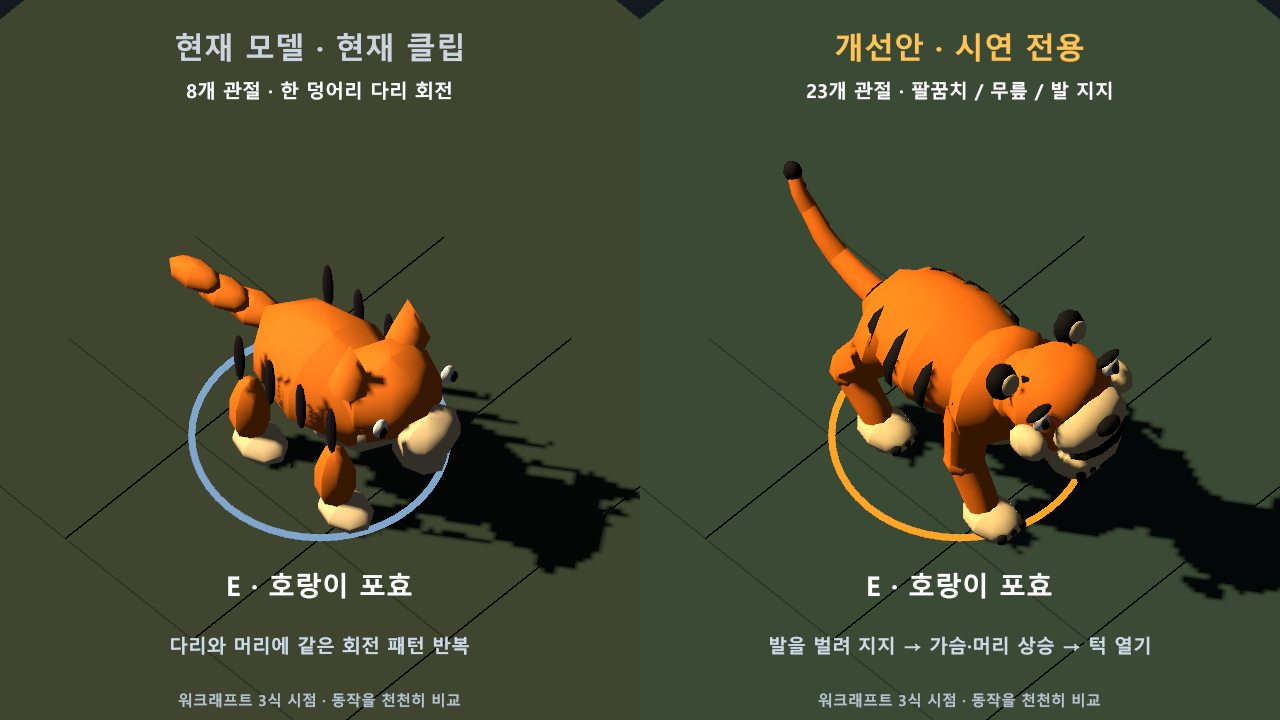 현재 모델 · 현재 클립
8개 관절 · 한 덩어리 다리 회전
E · 호랑이 포효
다리와 머리에 같은 회전 패턴 반복
워크래프트 3식 시점 · 동작을 천천히 비교
개선안 · 시연 전용
23개 관절 · 팔꿈치 / 무릎 / 발 지지
E · 호랑이 포효
발을 벌려 지지 → 가슴·머리 상승 → 턱 열기
워크래프트 3식 시점 · 동작을 천천히 비교